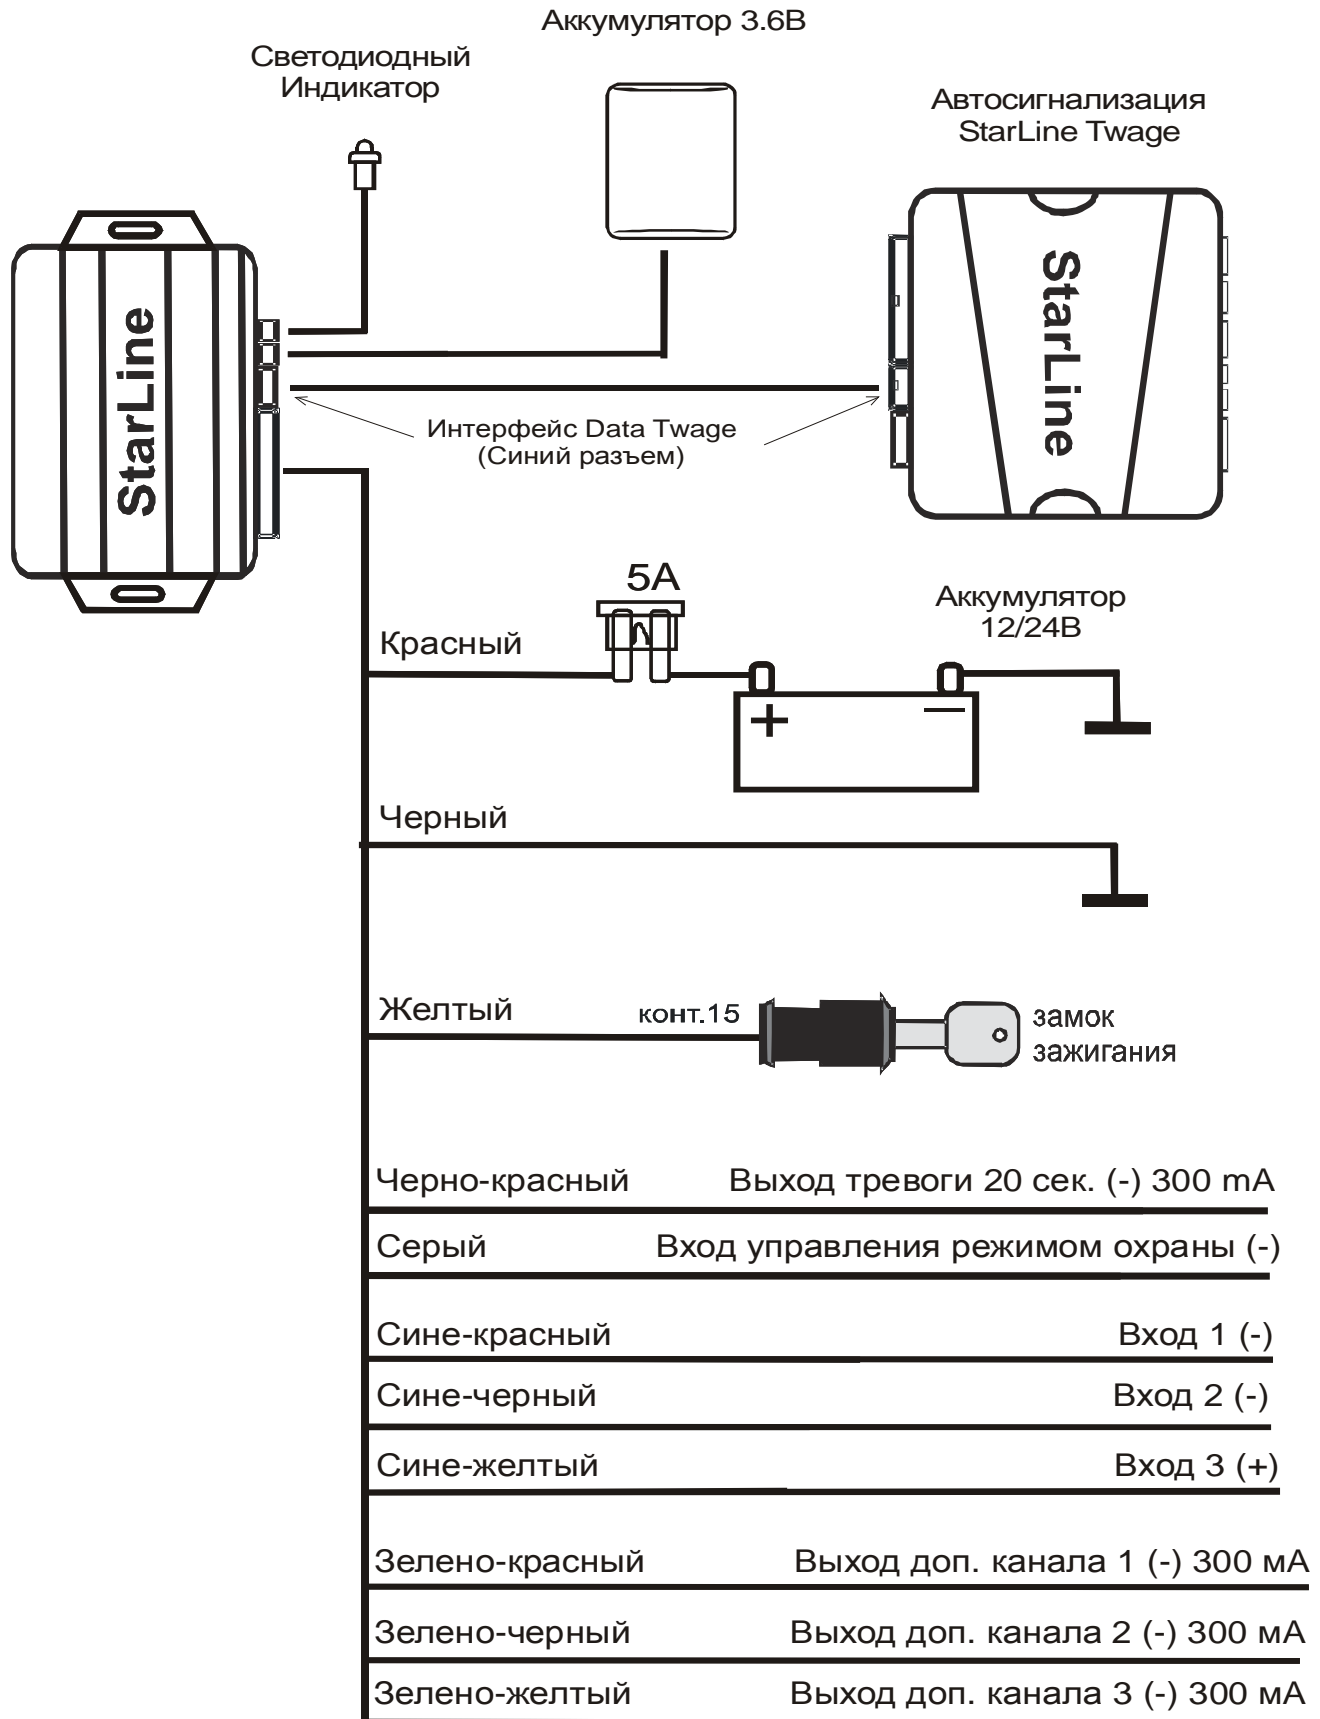 Аккумулятор 3.6В
Светодиодный
Индикатор
Автосигнализация
StarLine Twage
StarLine
StarLine
Интерфейс Data Twage
(Синий разъем)
5А
Аккумулятор
12/24В
Красный
+
−
Черный
Желтый
конт.15
замок
зажигания
Черно-красный Выход тревоги 20 сек. (-) 300 mA
Серый Вход управления режимом охраны (-)
Сине-красный Вход 1 (-)
Сине-черный Вход 2 (-)
Сине-желтый Вход 3 (+)
Зелено-красный Выход доп. канала 1 (-) 300 мА
Зелено-черный Выход доп. канала 2 (-) 300 мА
Зелено-желтый Выход доп. канала 3 (-) 300 мА